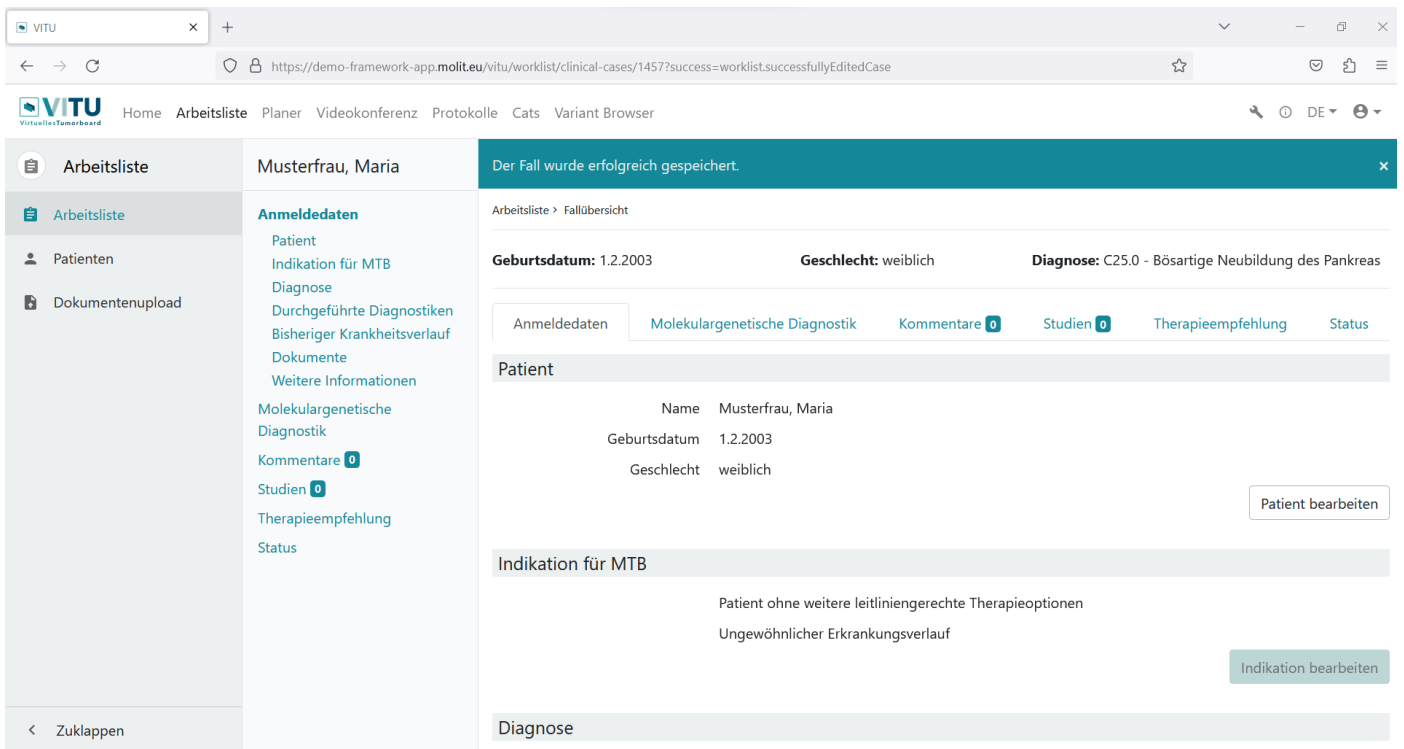 VITU
https://demo-framework-app.molit.eu/vitu/worklist/clinical-cases/1457?success=worklist.successfullyEditedCase
VITU
VirtuellesTumorboard
Home Arbeitsliste Planer Videokonferenz Protokolle Cats Variant Browser
DE
Arbeitsliste
Arbeitsliste
Patienten
Dokumentenupload
Zuklappen
Musterfrau, Maria
Anmeldedaten
Patient
Indikation für MTB
Diagnose
Durchgeführte Diagnostiken
Bisheriger Krankheitsverlauf
Dokumente
Weitere Informationen
Molekulargenetische
Diagnostik
Kommentare 0
Studien 0
Therapieempfehlung
Status
Der Fall wurde erfolgreich gespeichert.
Arbeitsliste > Fallübersicht
Geburtsdatum: 1.2.2003 Geschlecht: weiblich Diagnose: C25.0 - Bösartige Neubildung des Pankreas
Anmeldedaten Molekulargenetische Diagnostik Kommentare 0 Studien 0 Therapieempfehlung Status
Patient
Name Musterfrau, Maria
Geburtsdatum 1.2.2003
Geschlecht weiblich
Patient bearbeiten
Indikation für MTB
Patient ohne weitere leitliniengerechte Therapieoptionen
Ungewöhnlicher Erkrankungsverlauf
Indikation bearbeiten
Diagnose